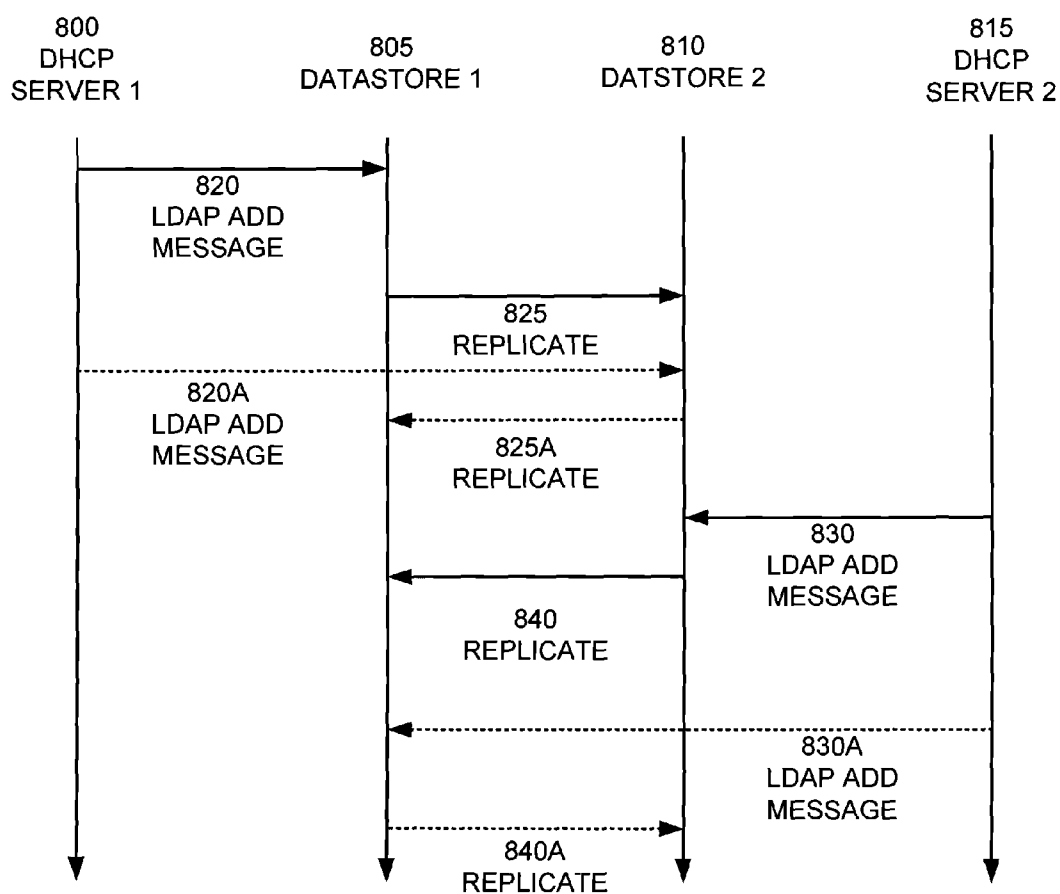 800
DHCP
SERVER 1
805
DATASTORE 1
810
DATSTORE 2
815
DHCP
SERVER 2
820
LDAP ADD
MESSAGE
825
REPLICATE
820A
LDAP ADD
MESSAGE
825A
REPLICATE
830
LDAP ADD
MESSAGE
840
REPLICATE
830A
LDAP ADD
MESSAGE
840A
REPLICATE